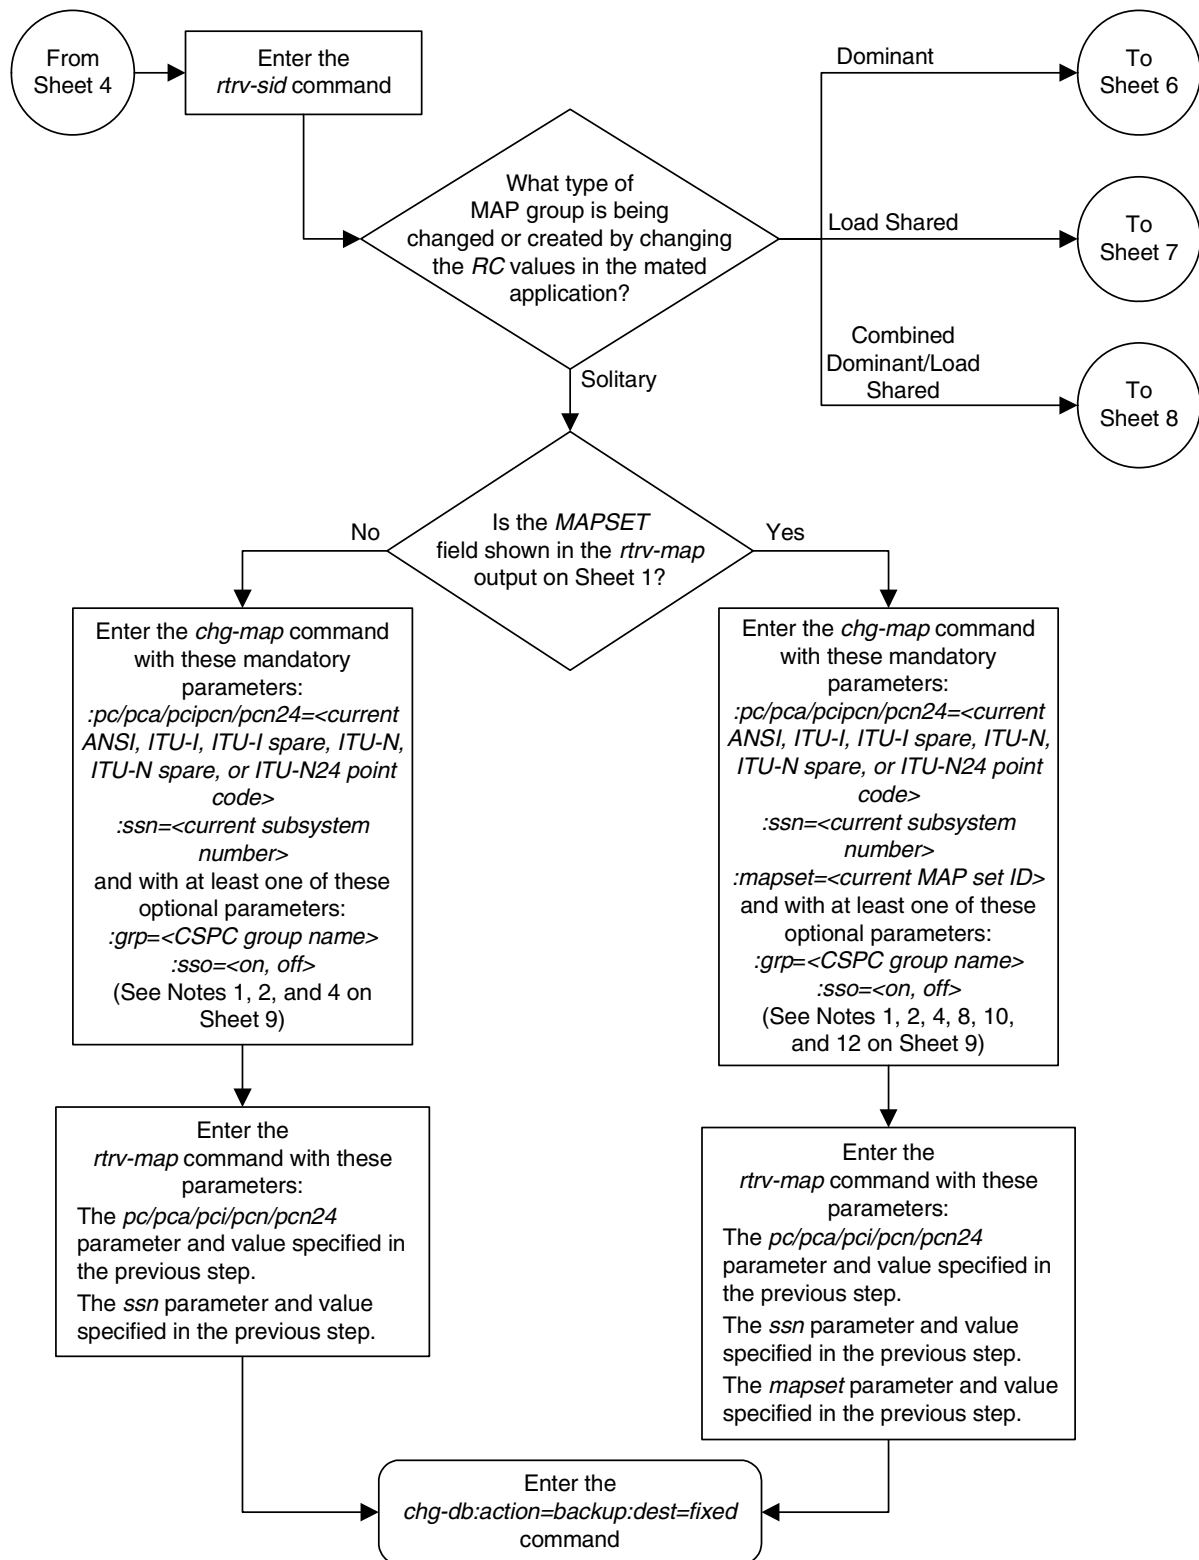 From
Sheet 4
Enter the
rtrv-sid command
Dominant
To
Sheet 6
What type of
MAP group is being
changed or created by changing
the RC values in the mated
application?
Load Shared
To
Sheet 7
Combined
Dominant/Load
Shared
To
Sheet 8
Solitary
Is the MAPSET
field shown in the rtrv-map
output on Sheet 1?
No
Yes
Enter the chg-map command
with these mandatory
parameters:
:pc/pca/pcipcn/pcn24=<current
ANSI, ITU-I, ITU-I spare, ITU-N,
ITU-N spare, or ITU-N24 point
code>
:ssn=<current subsystem
number>
and with at least one of these
optional parameters:
:grp=<CSPC group name>
:sso=<on, off>
(See Notes 1, 2, and 4 on
Sheet 9)
Enter the chg-map command
with these mandatory
parameters:
:pc/pca/pcipcn/pcn24=<current
ANSI, ITU-I, ITU-I spare, ITU-N,
ITU-N spare, or ITU-N24 point
code>
:ssn=<current subsystem
number>
:mapset=<current MAP set ID>
and with at least one of these
optional parameters:
:grp=<CSPC group name>
:sso=<on, off>
(See Notes 1, 2, 4, 8, 10,
and 12 on Sheet 9)
Enter the
rtrv-map command with these
parameters:
The pc/pca/pci/pcn/pcn24
parameter and value specified in
the previous step.
The ssn parameter and value
specified in the previous step.
Enter the
rtrv-map command with these
parameters:
The pc/pca/pci/pcn/pcn24
parameter and value specified in
the previous step.
The ssn parameter and value
specified in the previous step.
The mapset parameter and value
specified in the previous step.
Enter the
chg-db:action=backup:dest=fixed
command